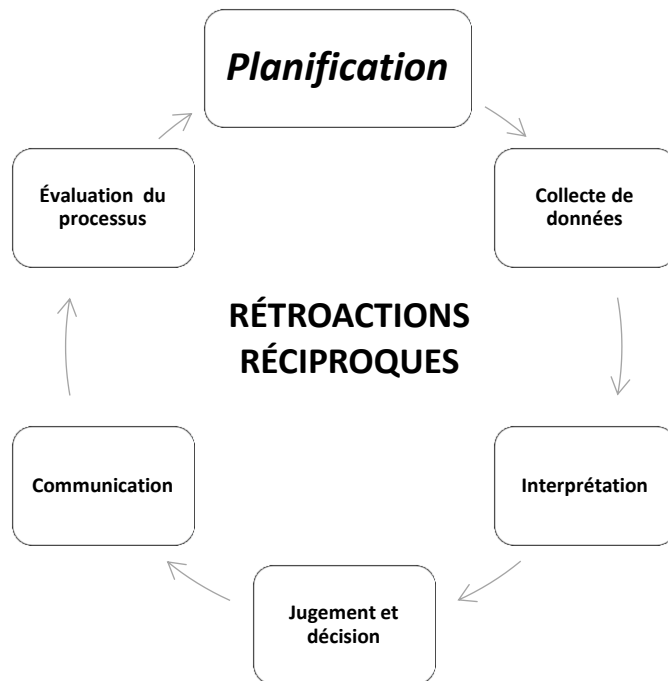 Planification
Évaluation du
processus
Collecte de
données
RÉTROACTIONS
RÉCIPROQUES
Communication
Interprétation
Jugement et
décision